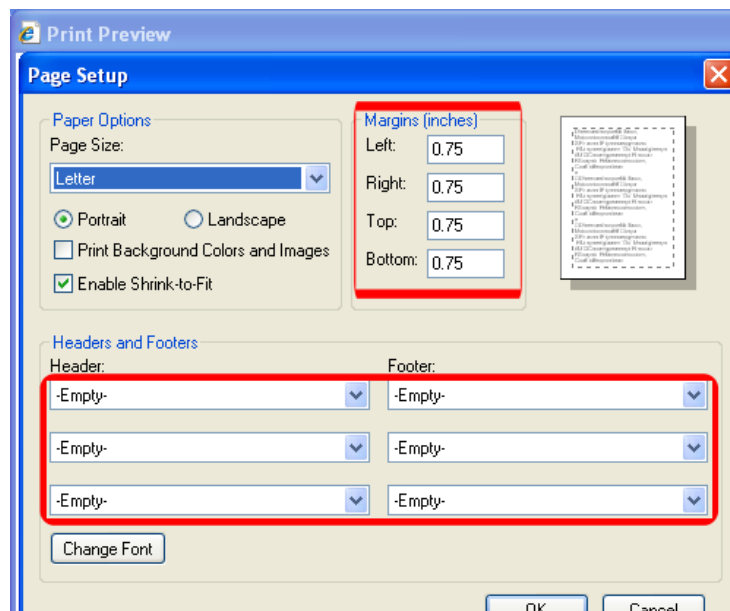 Print Preview
Page Setup
Paper Options
Page Size:
Letter
Portrait Landscape
Print Background Colors and Images
Enable Shrink-to-Fit
Margins (inches)
Left: 0.75
Right: 0.75
Top: 0.75
Bottom: 0.75
Headers and Footers
Header: Footer:
-Empty- -Empty-
-Empty- -Empty-
-Empty- -Empty-
Change Font
OK Cancel